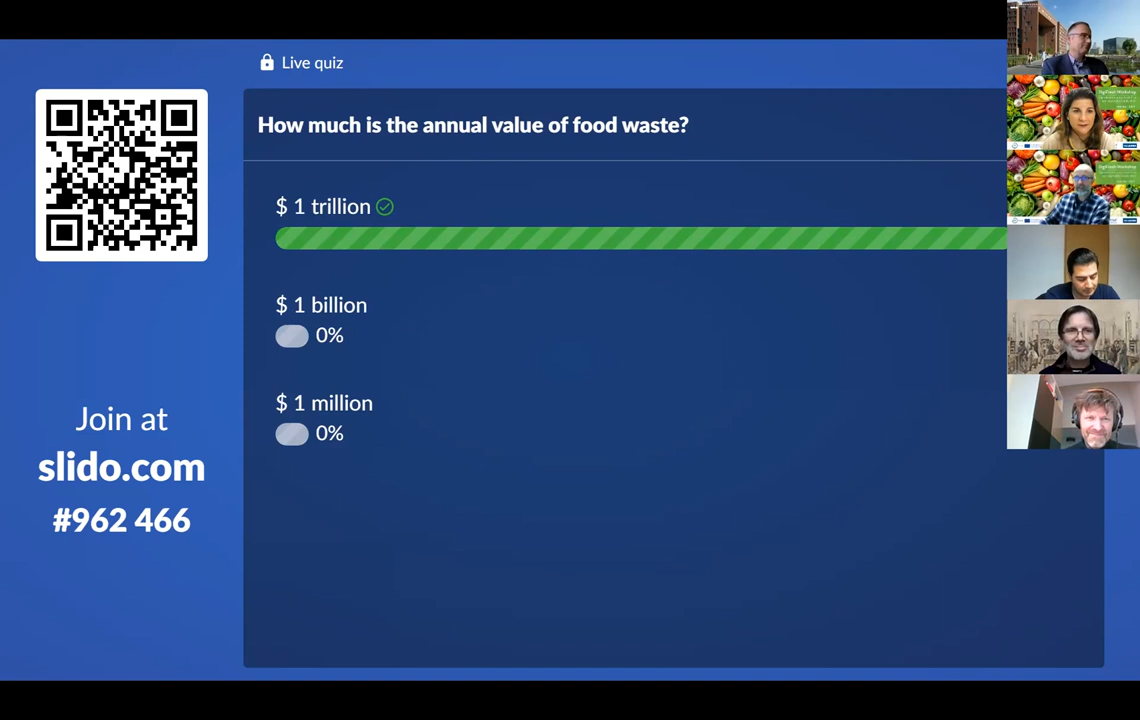 Live quiz
How much is the annual value of food waste?
$ 1 trillion
$ 1 billion
0%
$ 1 million
0%
Join at
slido.com
#962 466